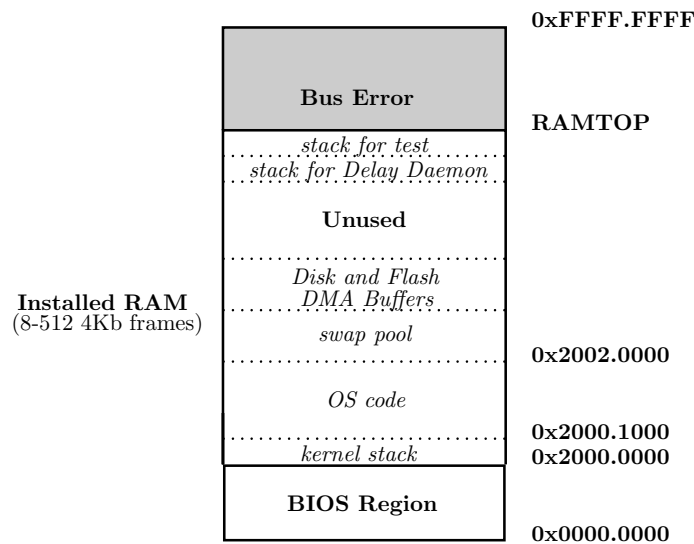 0xFFFF.FFFF
Bus Error
RAMTOP
stack for test
stack for Delay Daemon
Unused
Disk and Flash
DMA Buffers
Installed RAM
(8-512 4Kb frames)
swap pool
0x2002.0000
OS code
0x2000.1000
kernel stack
0x2000.0000
BIOS Region
0x0000.0000